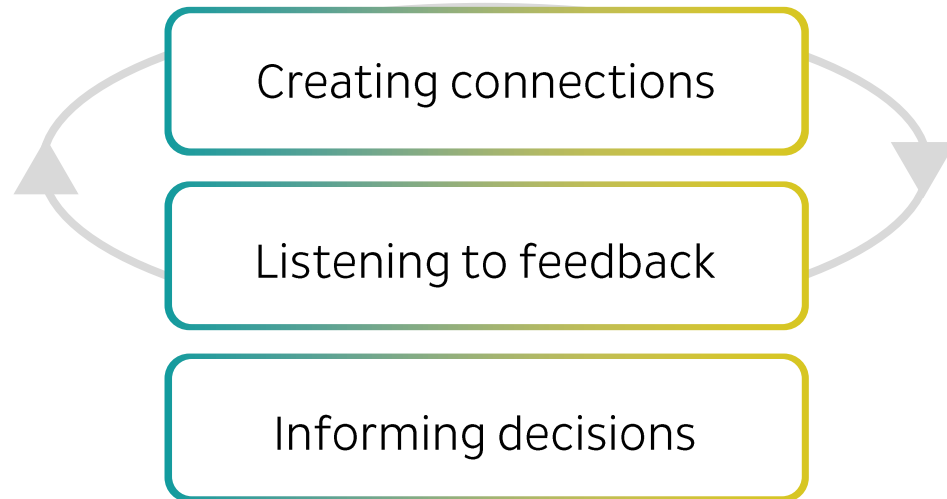 Creating connections
Listening to feedback
Informing decisions